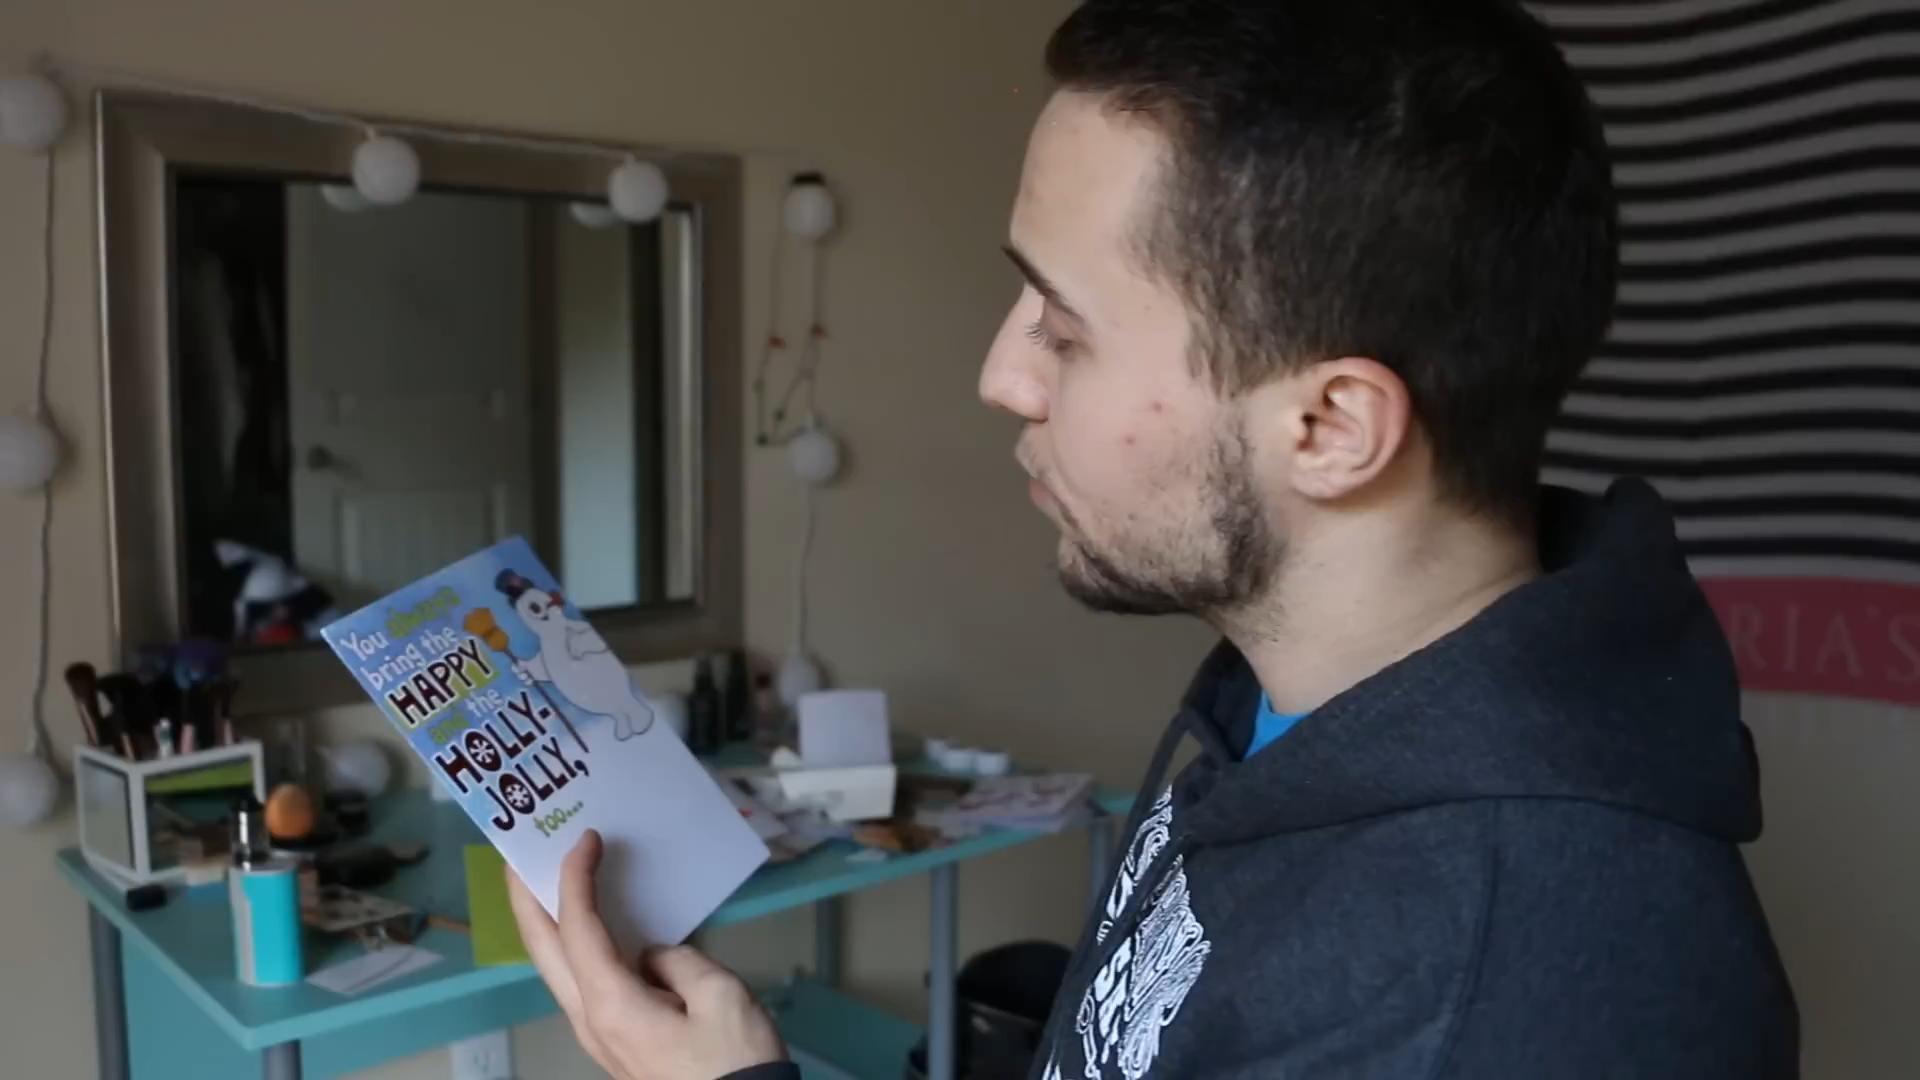 You always
bring the
HAPPY
and the
HOLLY-
JOLLY,
too...
RIA'S